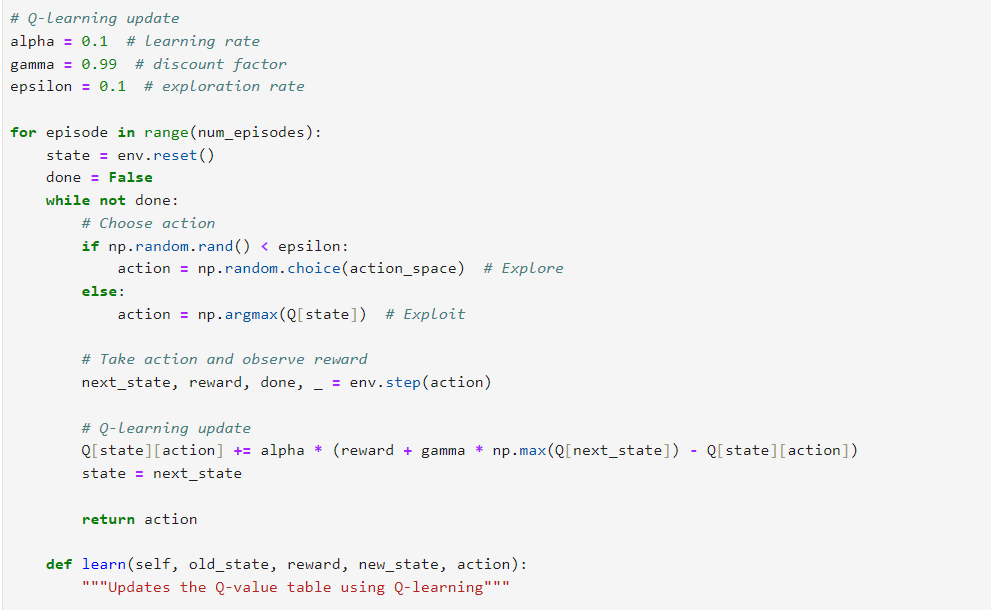 # Q-learning update
alpha = 0.1  # learning rate
gamma = 0.99  # discount factor
epsilon = 0.1  # exploration rate

for episode in range(num_episodes):
    state = env.reset()
    done = False
    while not done:
        # Choose action
        if np.random.rand() < epsilon:
            action = np.random.choice(action_space)  # Explore
        else:
            action = np.argmax(Q[state])  # Exploit

        # Take action and observe reward
        next_state, reward, done, _ = env.step(action)

        # Q-learning update
        Q[state][action] += alpha * (reward + gamma * np.max(Q[next_state]) - Q[state][action])
        state = next_state

        return action

    def learn(self, old_state, reward, new_state, action):
        """Updates the Q-value table using Q-learning"""